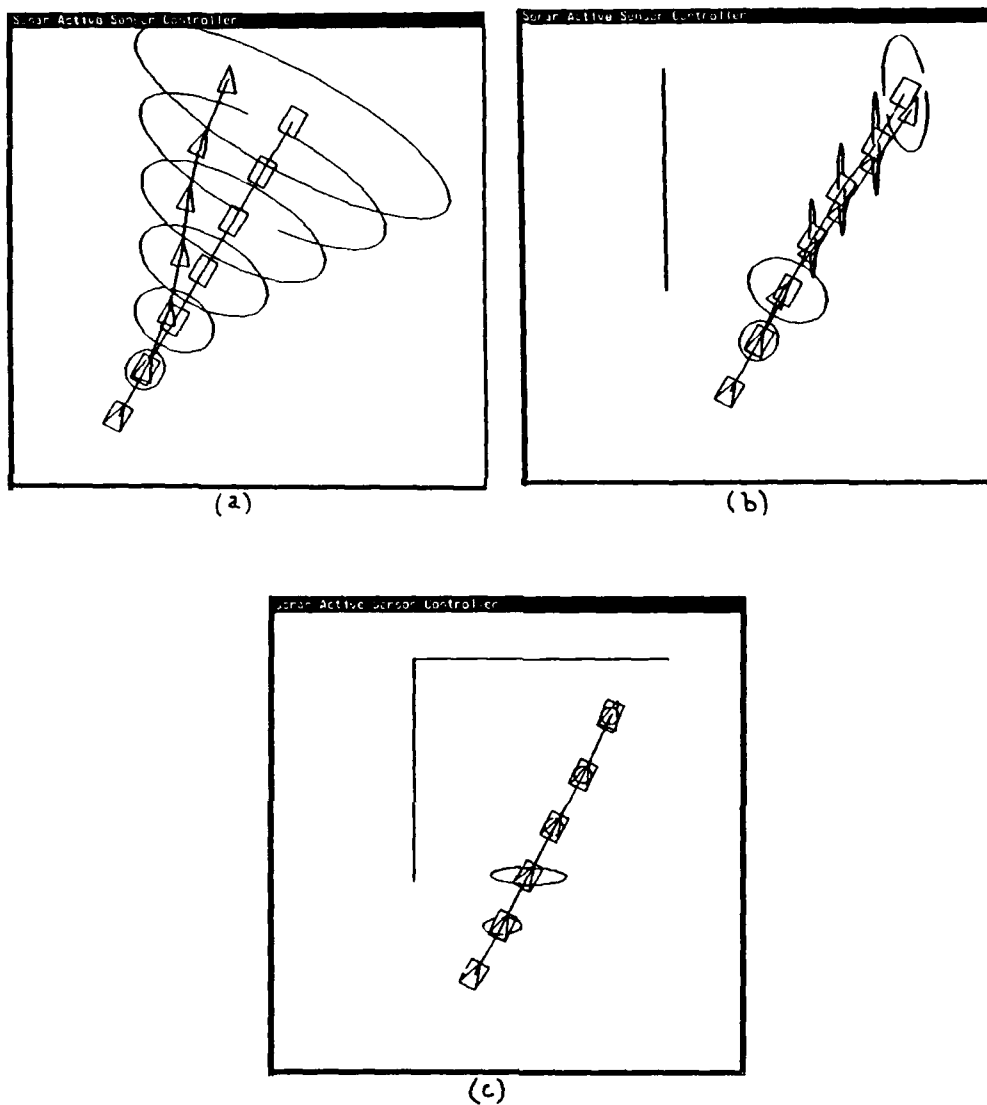 Sonar Active Sensor Controller
Sonar Active Sensor Controller
(a)
(b)
Sonar Active Sensor Controller
(c)